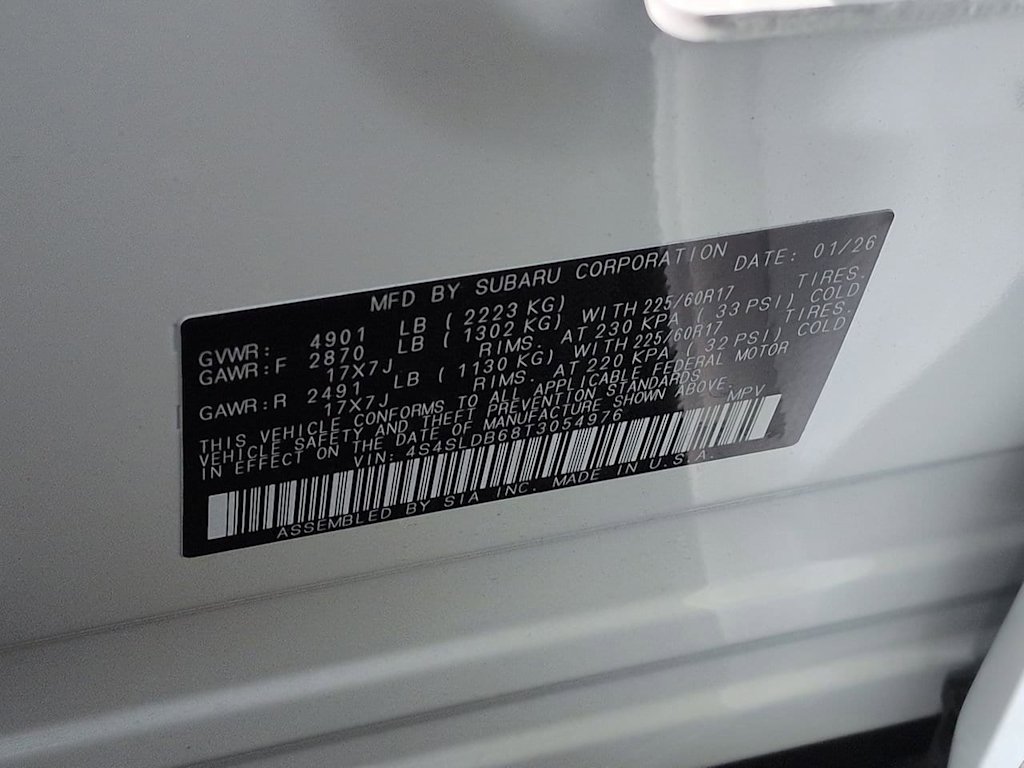 MFD BY SUBARU CORPORATION DATE: 01/26
GVWR: 4901 LB ( 2223 KG)
GAWR:F 2870 LB ( 1302 KG) WITH 225/60R17 TIRES.
17X7J RIMS. AT 230 KPA ( 33 PSI) COLD
GAWR:R 2491 LB ( 1130 KG) WITH 225/60R17 TIRES.
17X7J RIMS. AT 220 KPA ( 32 PSI) COLD
THIS VEHICLE CONFORMS TO ALL APPLICABLE FEDERAL MOTOR
VEHICLE SAFETY AND THEFT PREVENTION STANDARDS
IN EFFECT ON THE DATE OF MANUFACTURE SHOWN ABOVE.
VIN: 4S4SLDB68T3054976 MPV
ASSEMBLED BY SIA INC. MADE IN U.S.A.